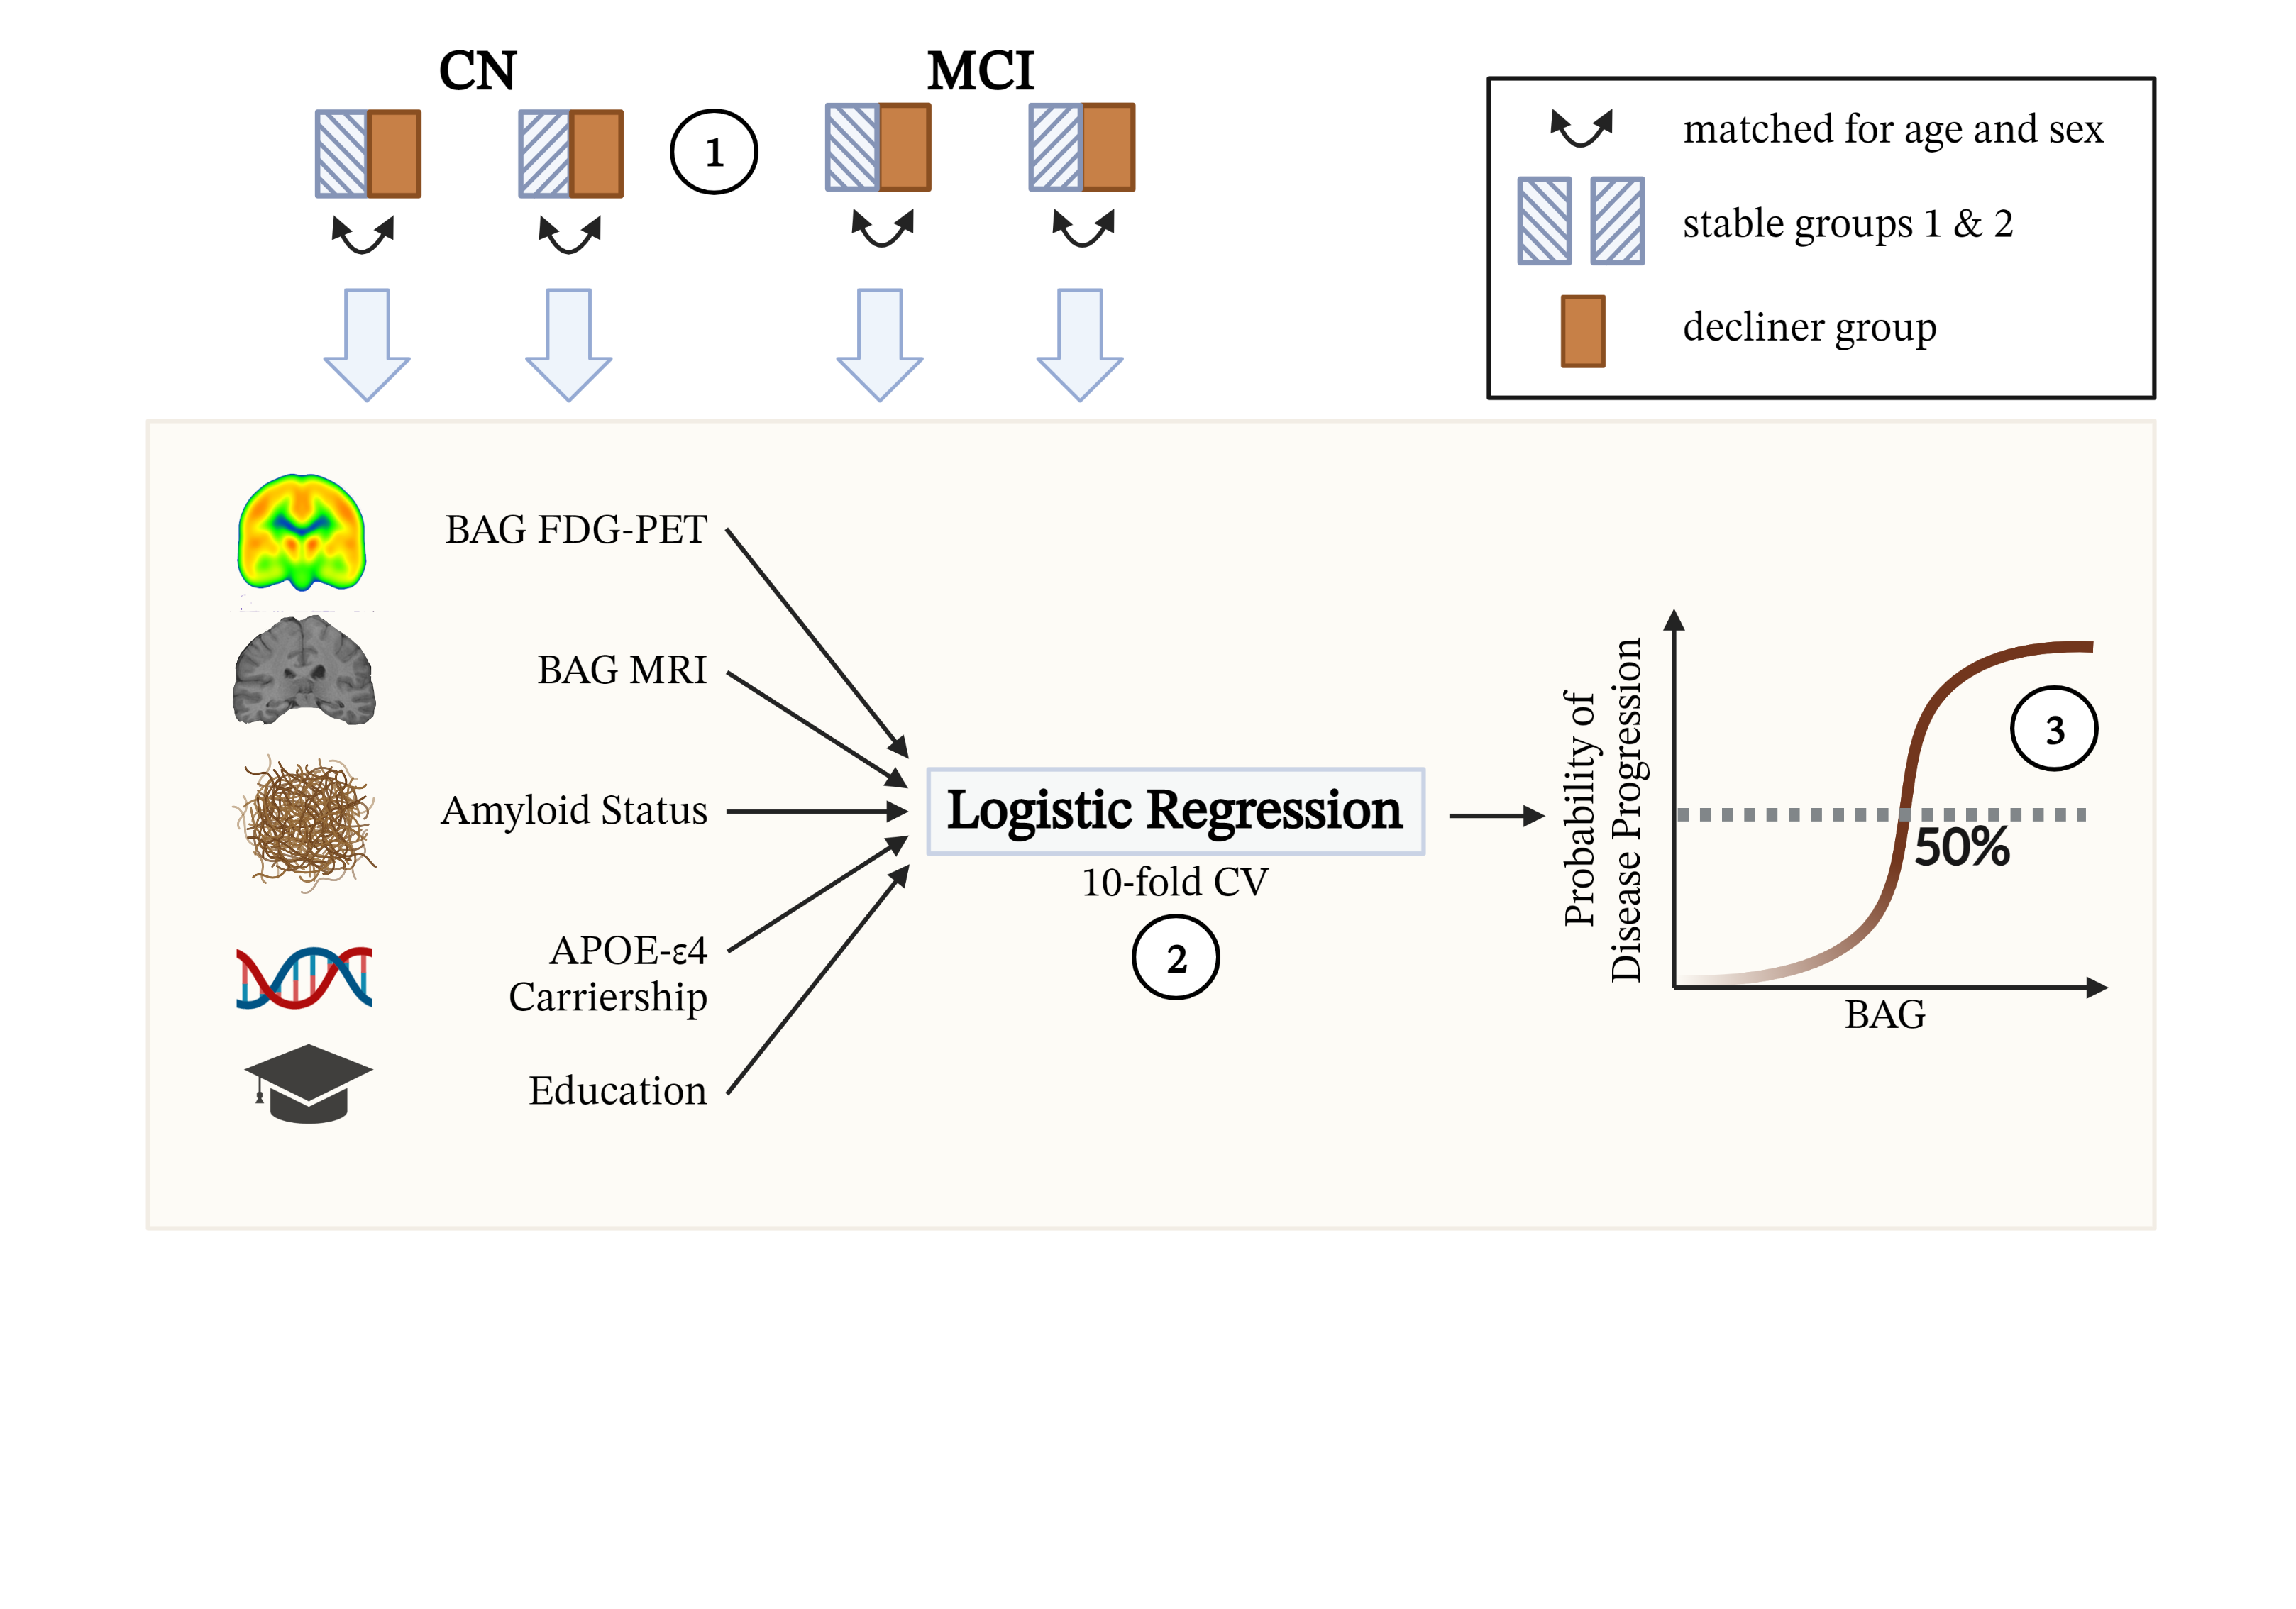 CN
MCI
1
matched for age and sex
stable groups 1 & 2
decliner group
BAG FDG-PET
BAG MRI
Amyloid Status
APOE-ε4
Carriership
Education
Logistic Regression
10-fold CV
2
Probability of
Disease Progression
3
50%
BAG